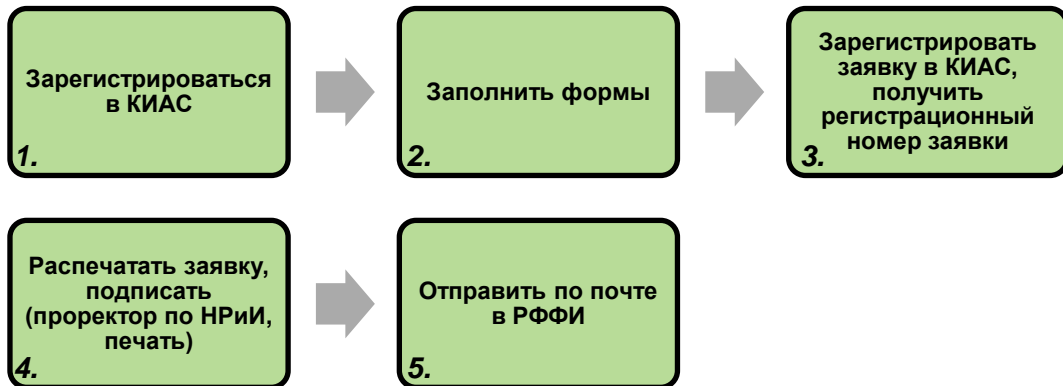 Зарегистрироваться
в КИАС
1.
Заполнить формы
2.
Зарегистрировать
заявку в КИАС,
получить
регистрационный
номер заявки
3.
Распечатать заявку,
подписать
(проректор по НРиИ,
печать)
4.
Отправить по почте
в РФФИ
5.